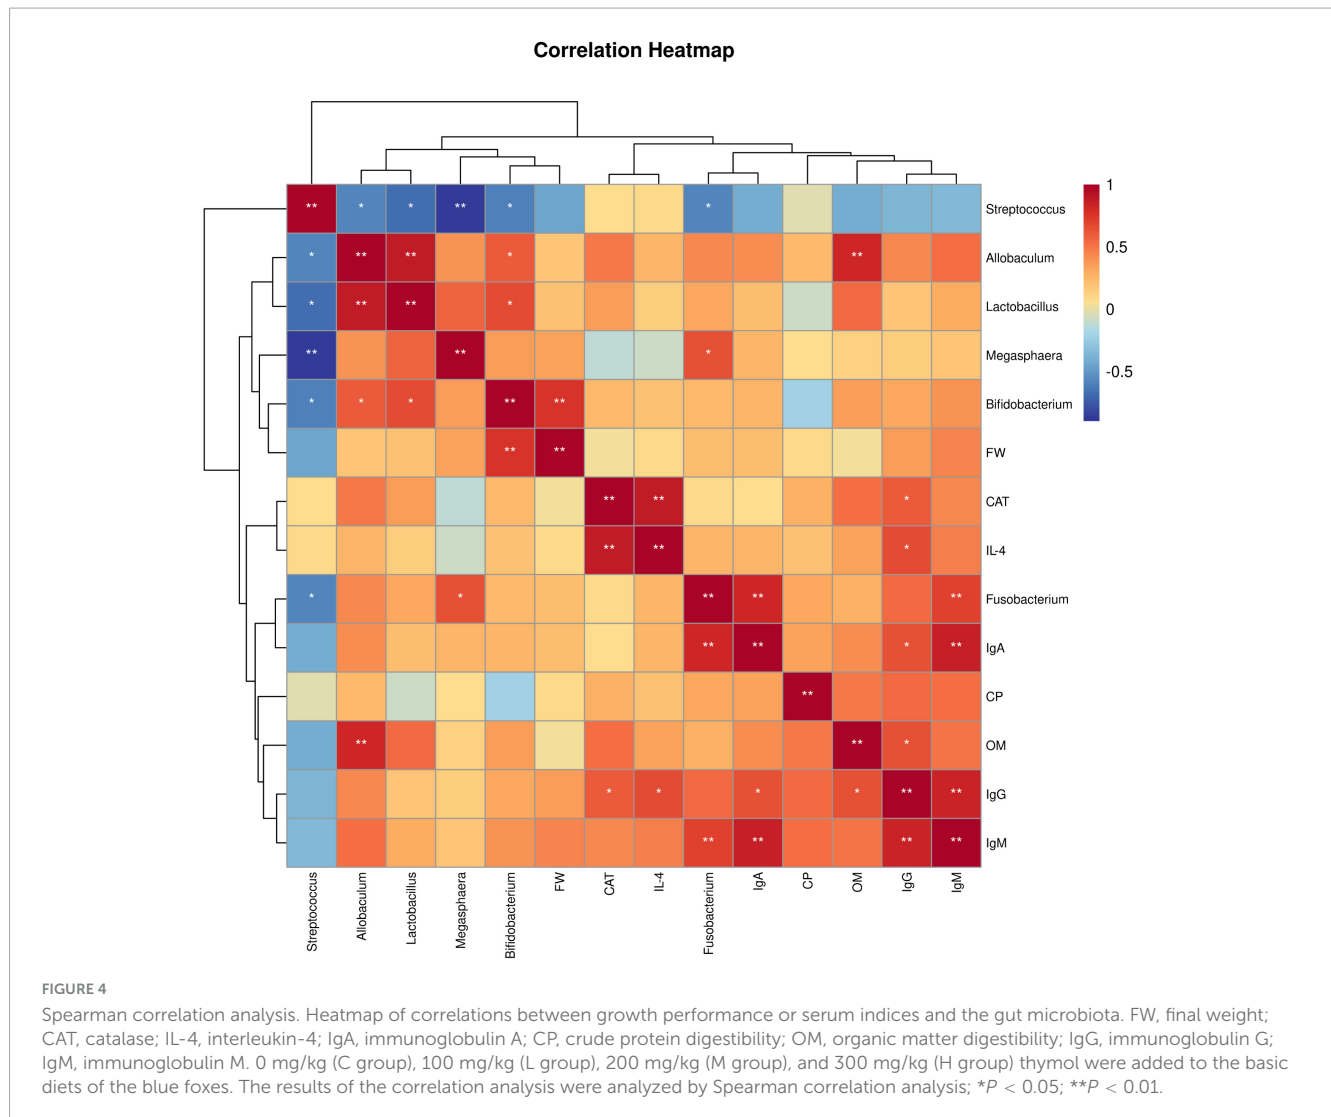 Correlation Heatmap
** * * ** * *
* ** ** * **
* ** ** *
** ** *
* * * ** **
** **
** ** *
** ** *
* * ** ** **
** ** * **
**
** ** *
* * * * ** **
** ** ** **
Streptococcus
Allobaculum
Lactobacillus
Megasphaera
Bifidobacterium
FW
CAT
IL-4
Fusobacterium
IgA
CP
OM
IgG
IgM
1
0.5
0
-0.5
Streptococcus
Allobaculum
Lactobacillus
Megasphaera
Bifidobacterium
FW
CAT
IL-4
Fusobacterium
IgA
CP
OM
IgG
IgM
FIGURE 4
Spearman correlation analysis. Heatmap of correlations between growth performance or serum indices and the gut microbiota. FW, final weight;
CAT, catalase; IL-4, interleukin-4; IgA, immunoglobulin A; CP, crude protein digestibility; OM, organic matter digestibility; IgG, immunoglobulin G;
IgM, immunoglobulin M. 0 mg/kg (C group), 100 mg/kg (L group), 200 mg/kg (M group), and 300 mg/kg (H group) thymol were added to the basic
diets of the blue foxes. The results of the correlation analysis were analyzed by Spearman correlation analysis; *P < 0.05; **P < 0.01.